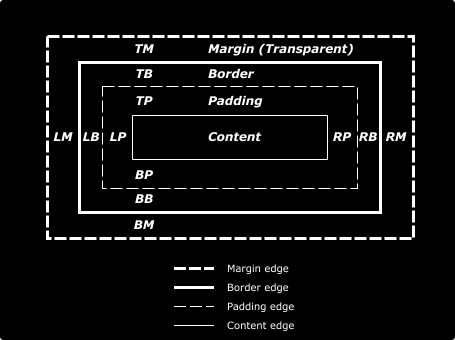 TM Margin (Transparent)
TB Border
TP Padding
LM LB LP Content RP RB RM
BP
BB
BM
Margin edge
Border edge
Padding edge
Content edge